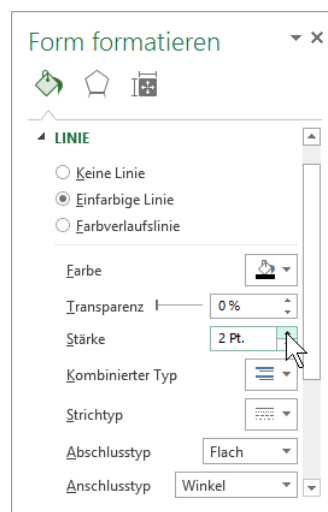 Form formatieren
LINIE
Keine Linie
Einfarbige Linie
Farbverlaufslinie
Farbe
Transparenz 0 %
Stärke 2 Pt.
Kombinierter Typ
Strichtyp
Abschlusstyp Flach
Anschlusstyp Winkel